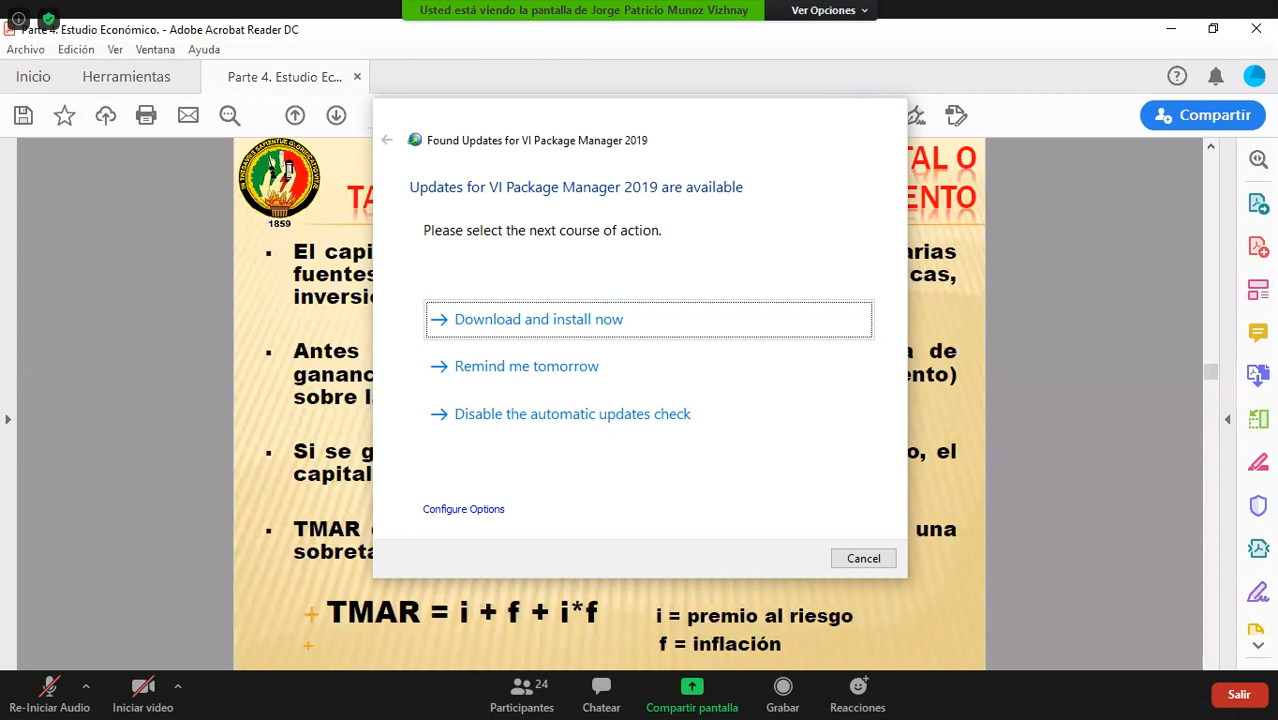 Usted está viendo la pantalla de Jorge Patricio Munoz Vizhnay
Ver Opciones
Parte 4. Estudio Económico. - Adobe Acrobat Reader DC
Archivo Edición Ver Ventana Ayuda
Inicio Herramientas Parte 4. Estudio Ec...
Compartir
Found Updates for VI Package Manager 2019
Updates for VI Package Manager 2019 are available
Please select the next course of action.
Download and install now
Remind me tomorrow
Disable the automatic updates check
Configure Options
Cancel
1859
TAL O
TA
ENTO
El capi
arias
fuentes
cas,
inversi
Antes
a de
gananc
ento)
sobre l
Si se g
o, el
capital
TMAR
una
sobreta
TMAR = i + f + i*f
i = premio al riesgo
f = inflación
Re-Iniciar Audio
Iniciar video
24
Participantes
Chatear
Compartir pantalla
Grabar
Reacciones
Salir